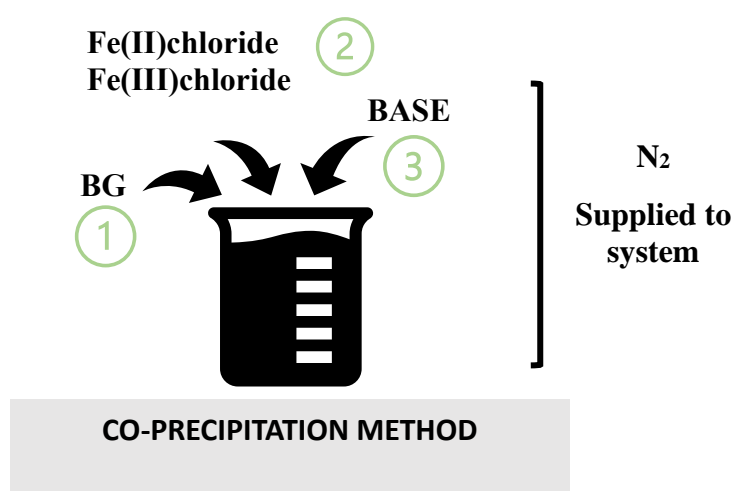 Fe(II)chloride
2
Fe(III)chloride
BASE
3
BG
1
N₂
Supplied to
system
CO-PRECIPITATION METHOD